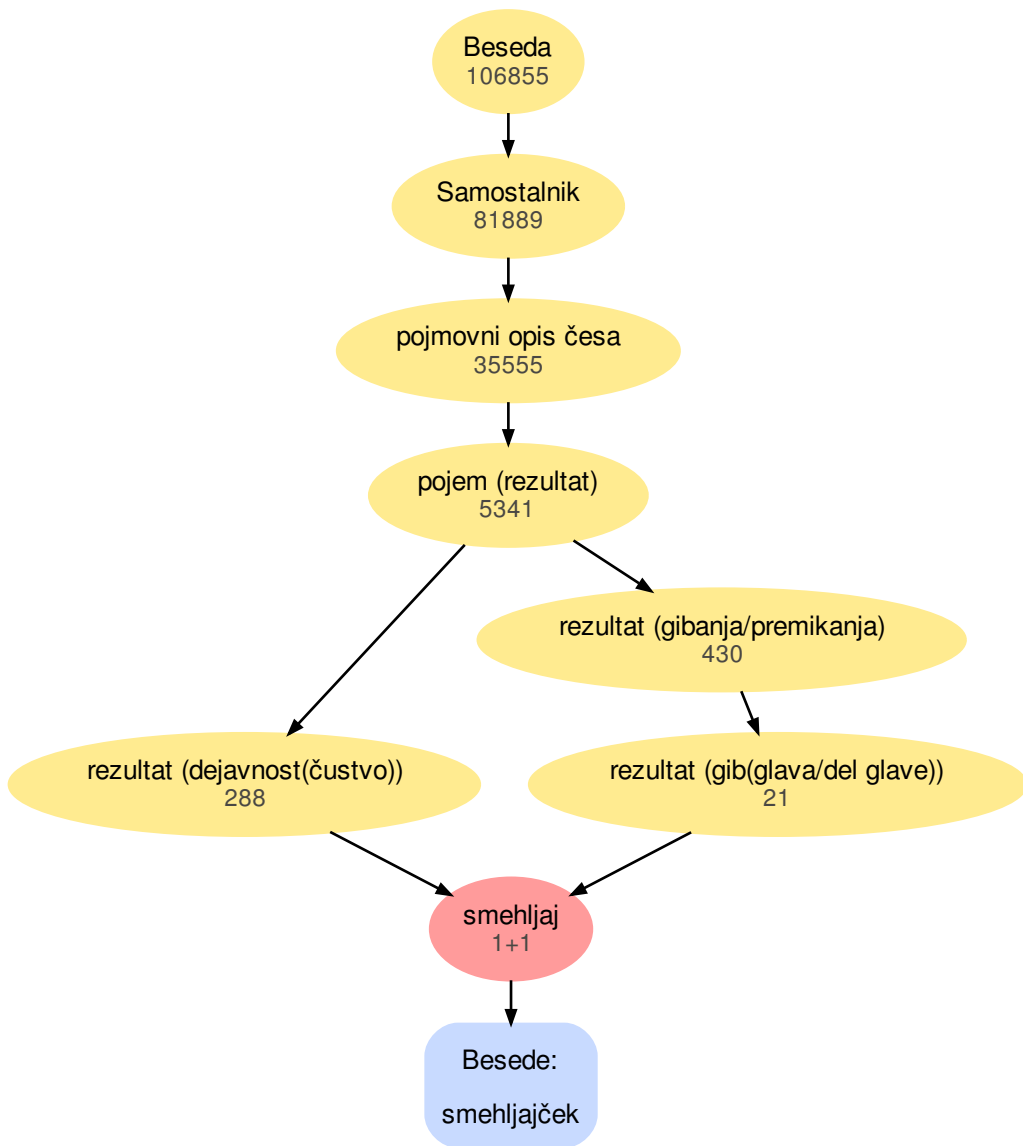 Beseda
106855
Samostalnik
81889
pojmovni opis česa
35555
pojem (rezultat)
5341
rezultat (gibanja/premikanja)
430
rezultat (dejavnost(čustvo))
288
rezultat (gib(glava/del glave))
21
smehljaj
1+1
Besede:
smehljajček